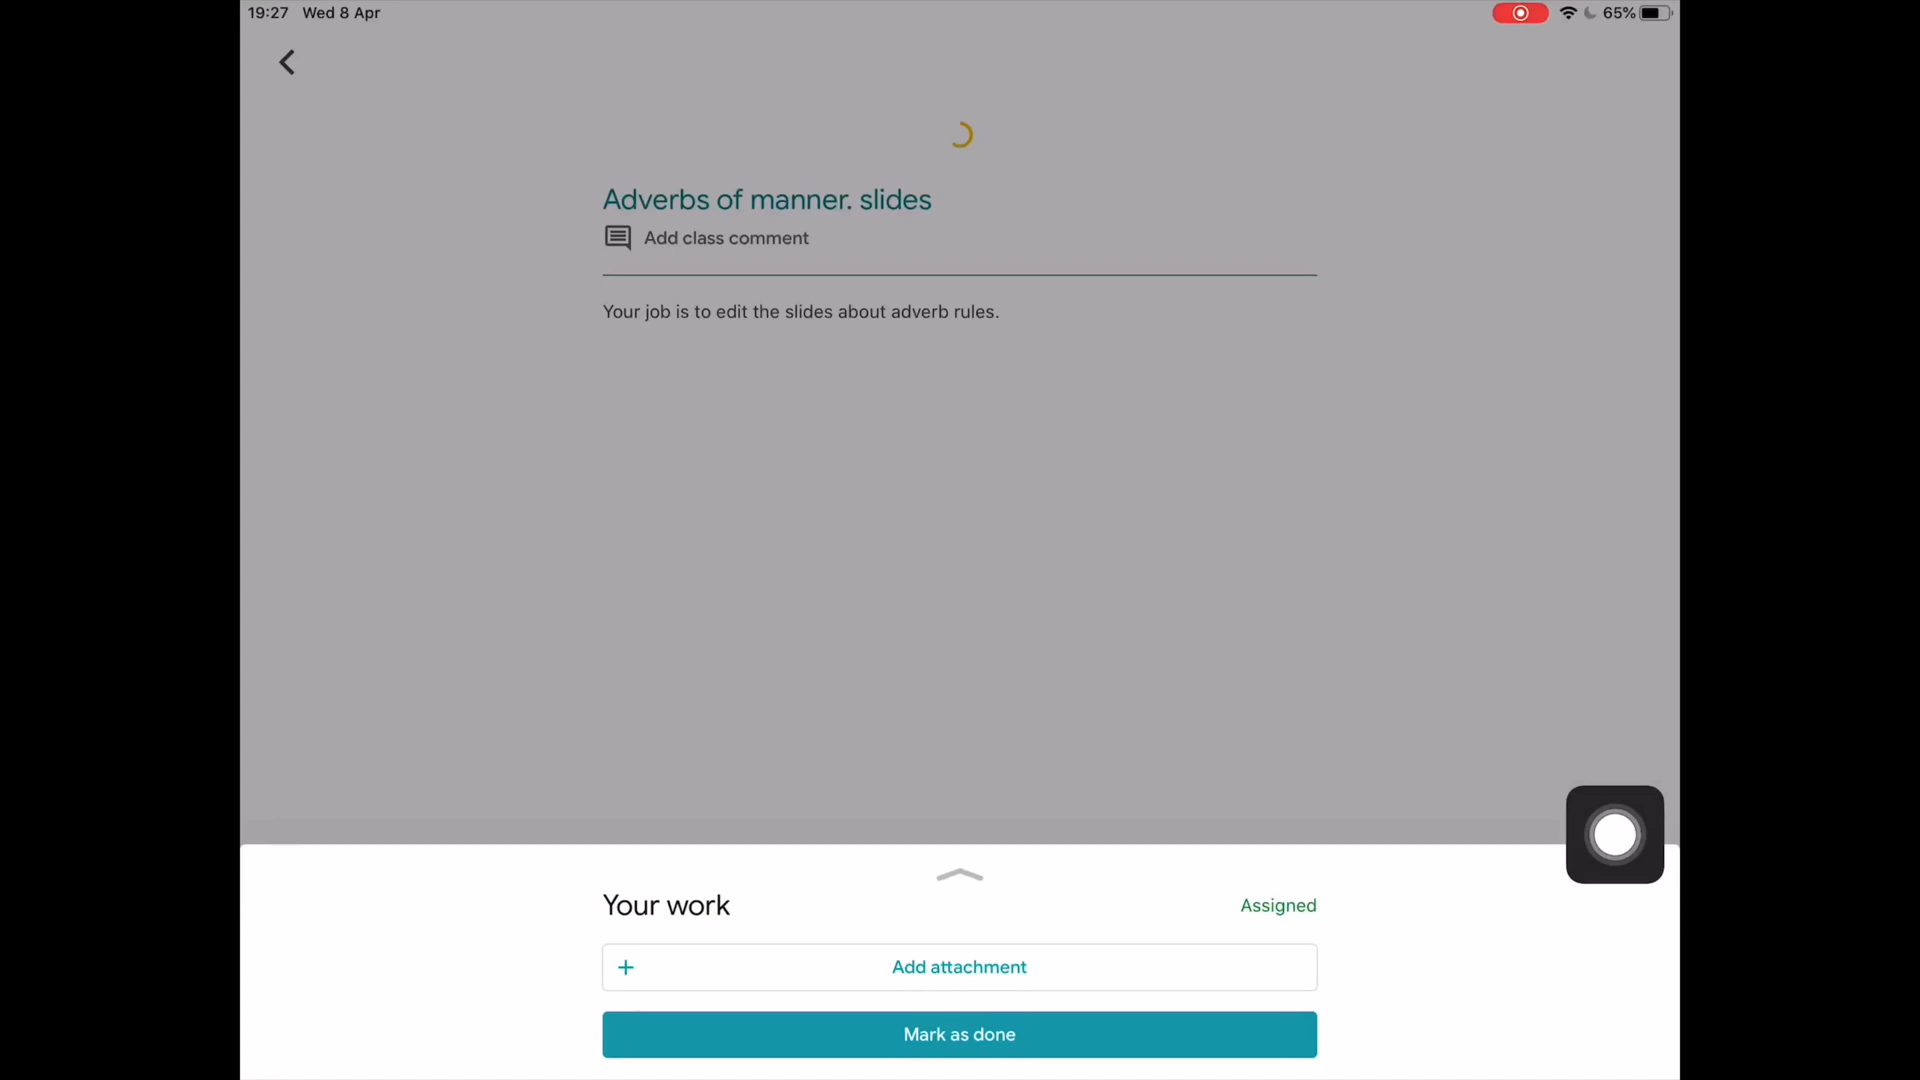 19:27 Wed 8 Apr 65%
Adverbs of manner. slides
Add class comment
Your job is to edit the slides about adverb rules.
Your work Assigned
+ Add attachment
Mark as done